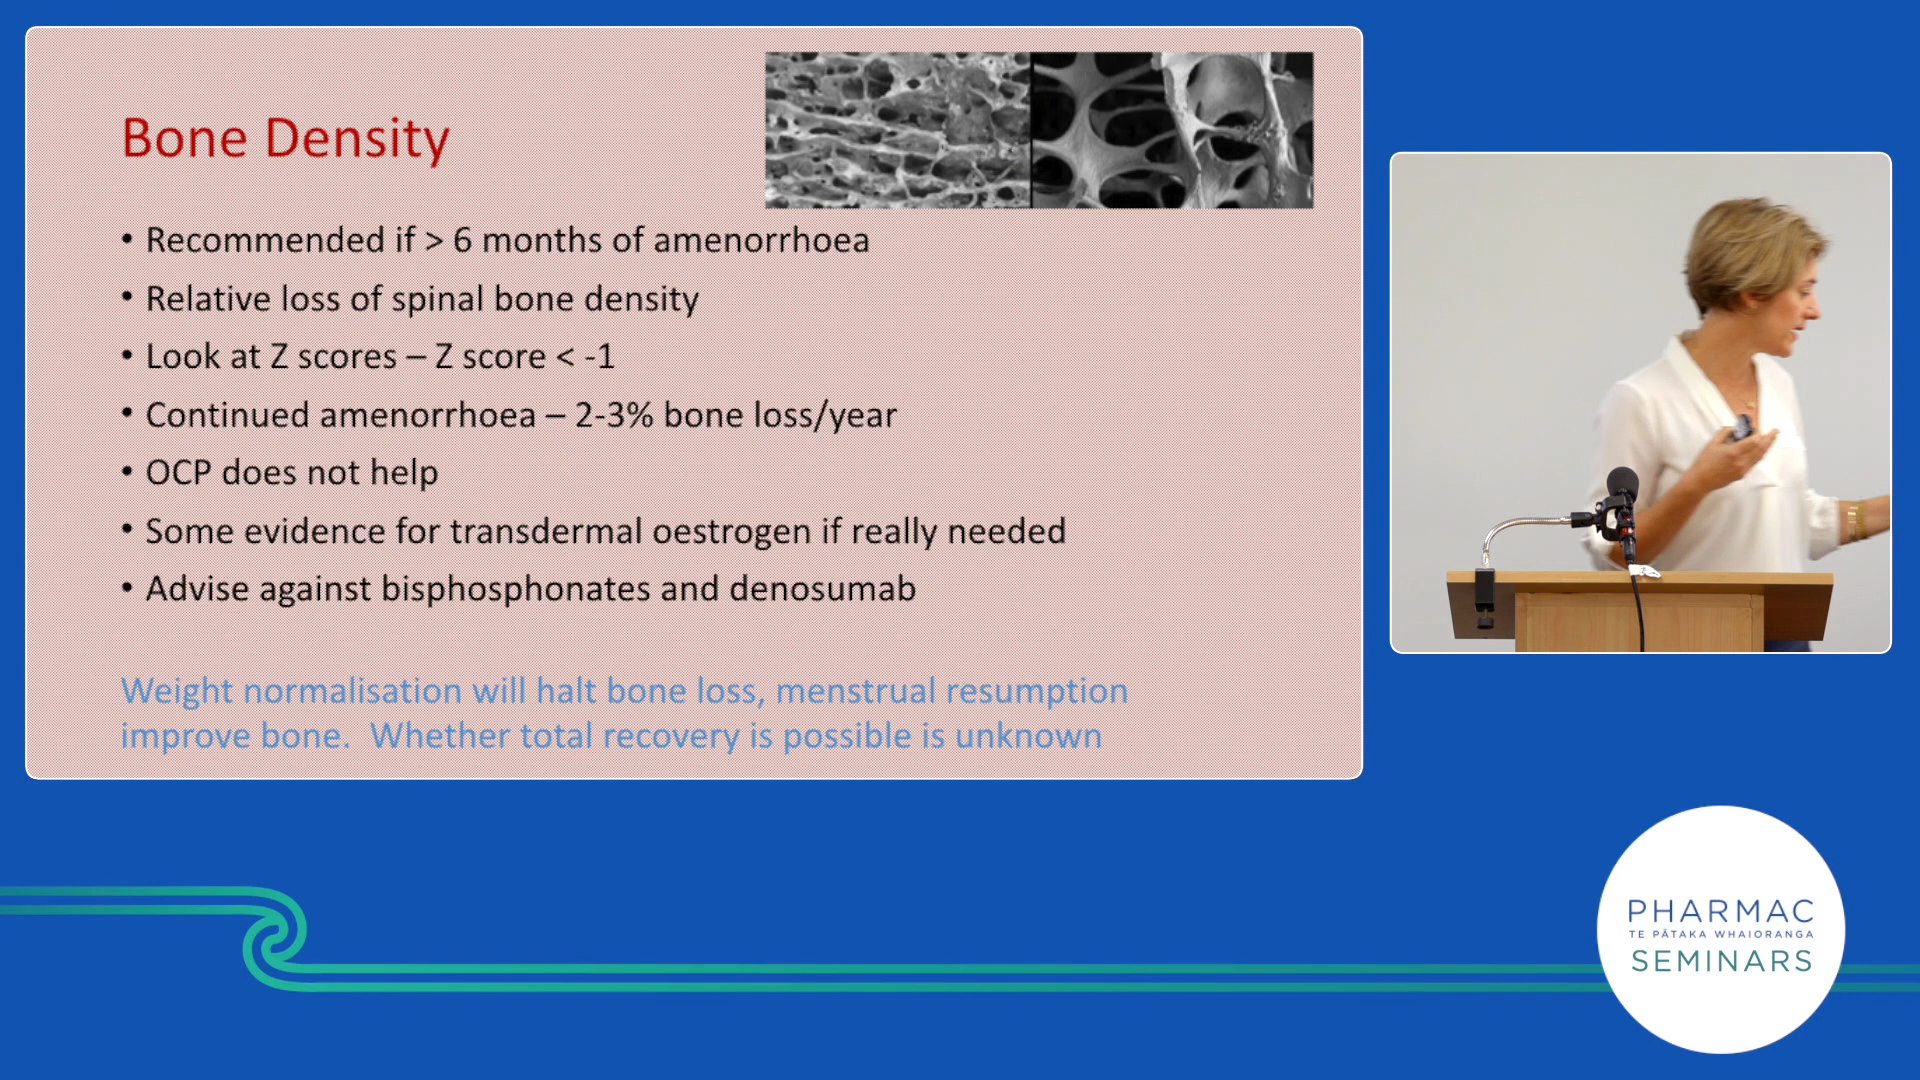 Bone Density
• Recommended if > 6 months of amenorrhoea
• Relative loss of spinal bone density
• Look at Z scores – Z score < -1
• Continued amenorrhoea – 2-3% bone loss/year
• OCP does not help
• Some evidence for transdermal oestrogen if really needed
• Advise against bisphosphonates and denosumab
Weight normalisation will halt bone loss, menstrual resumption
improve bone.  Whether total recovery is possible is unknown
PHARMAC
TE PĀTAKA WHAIORANGA
SEMINARS